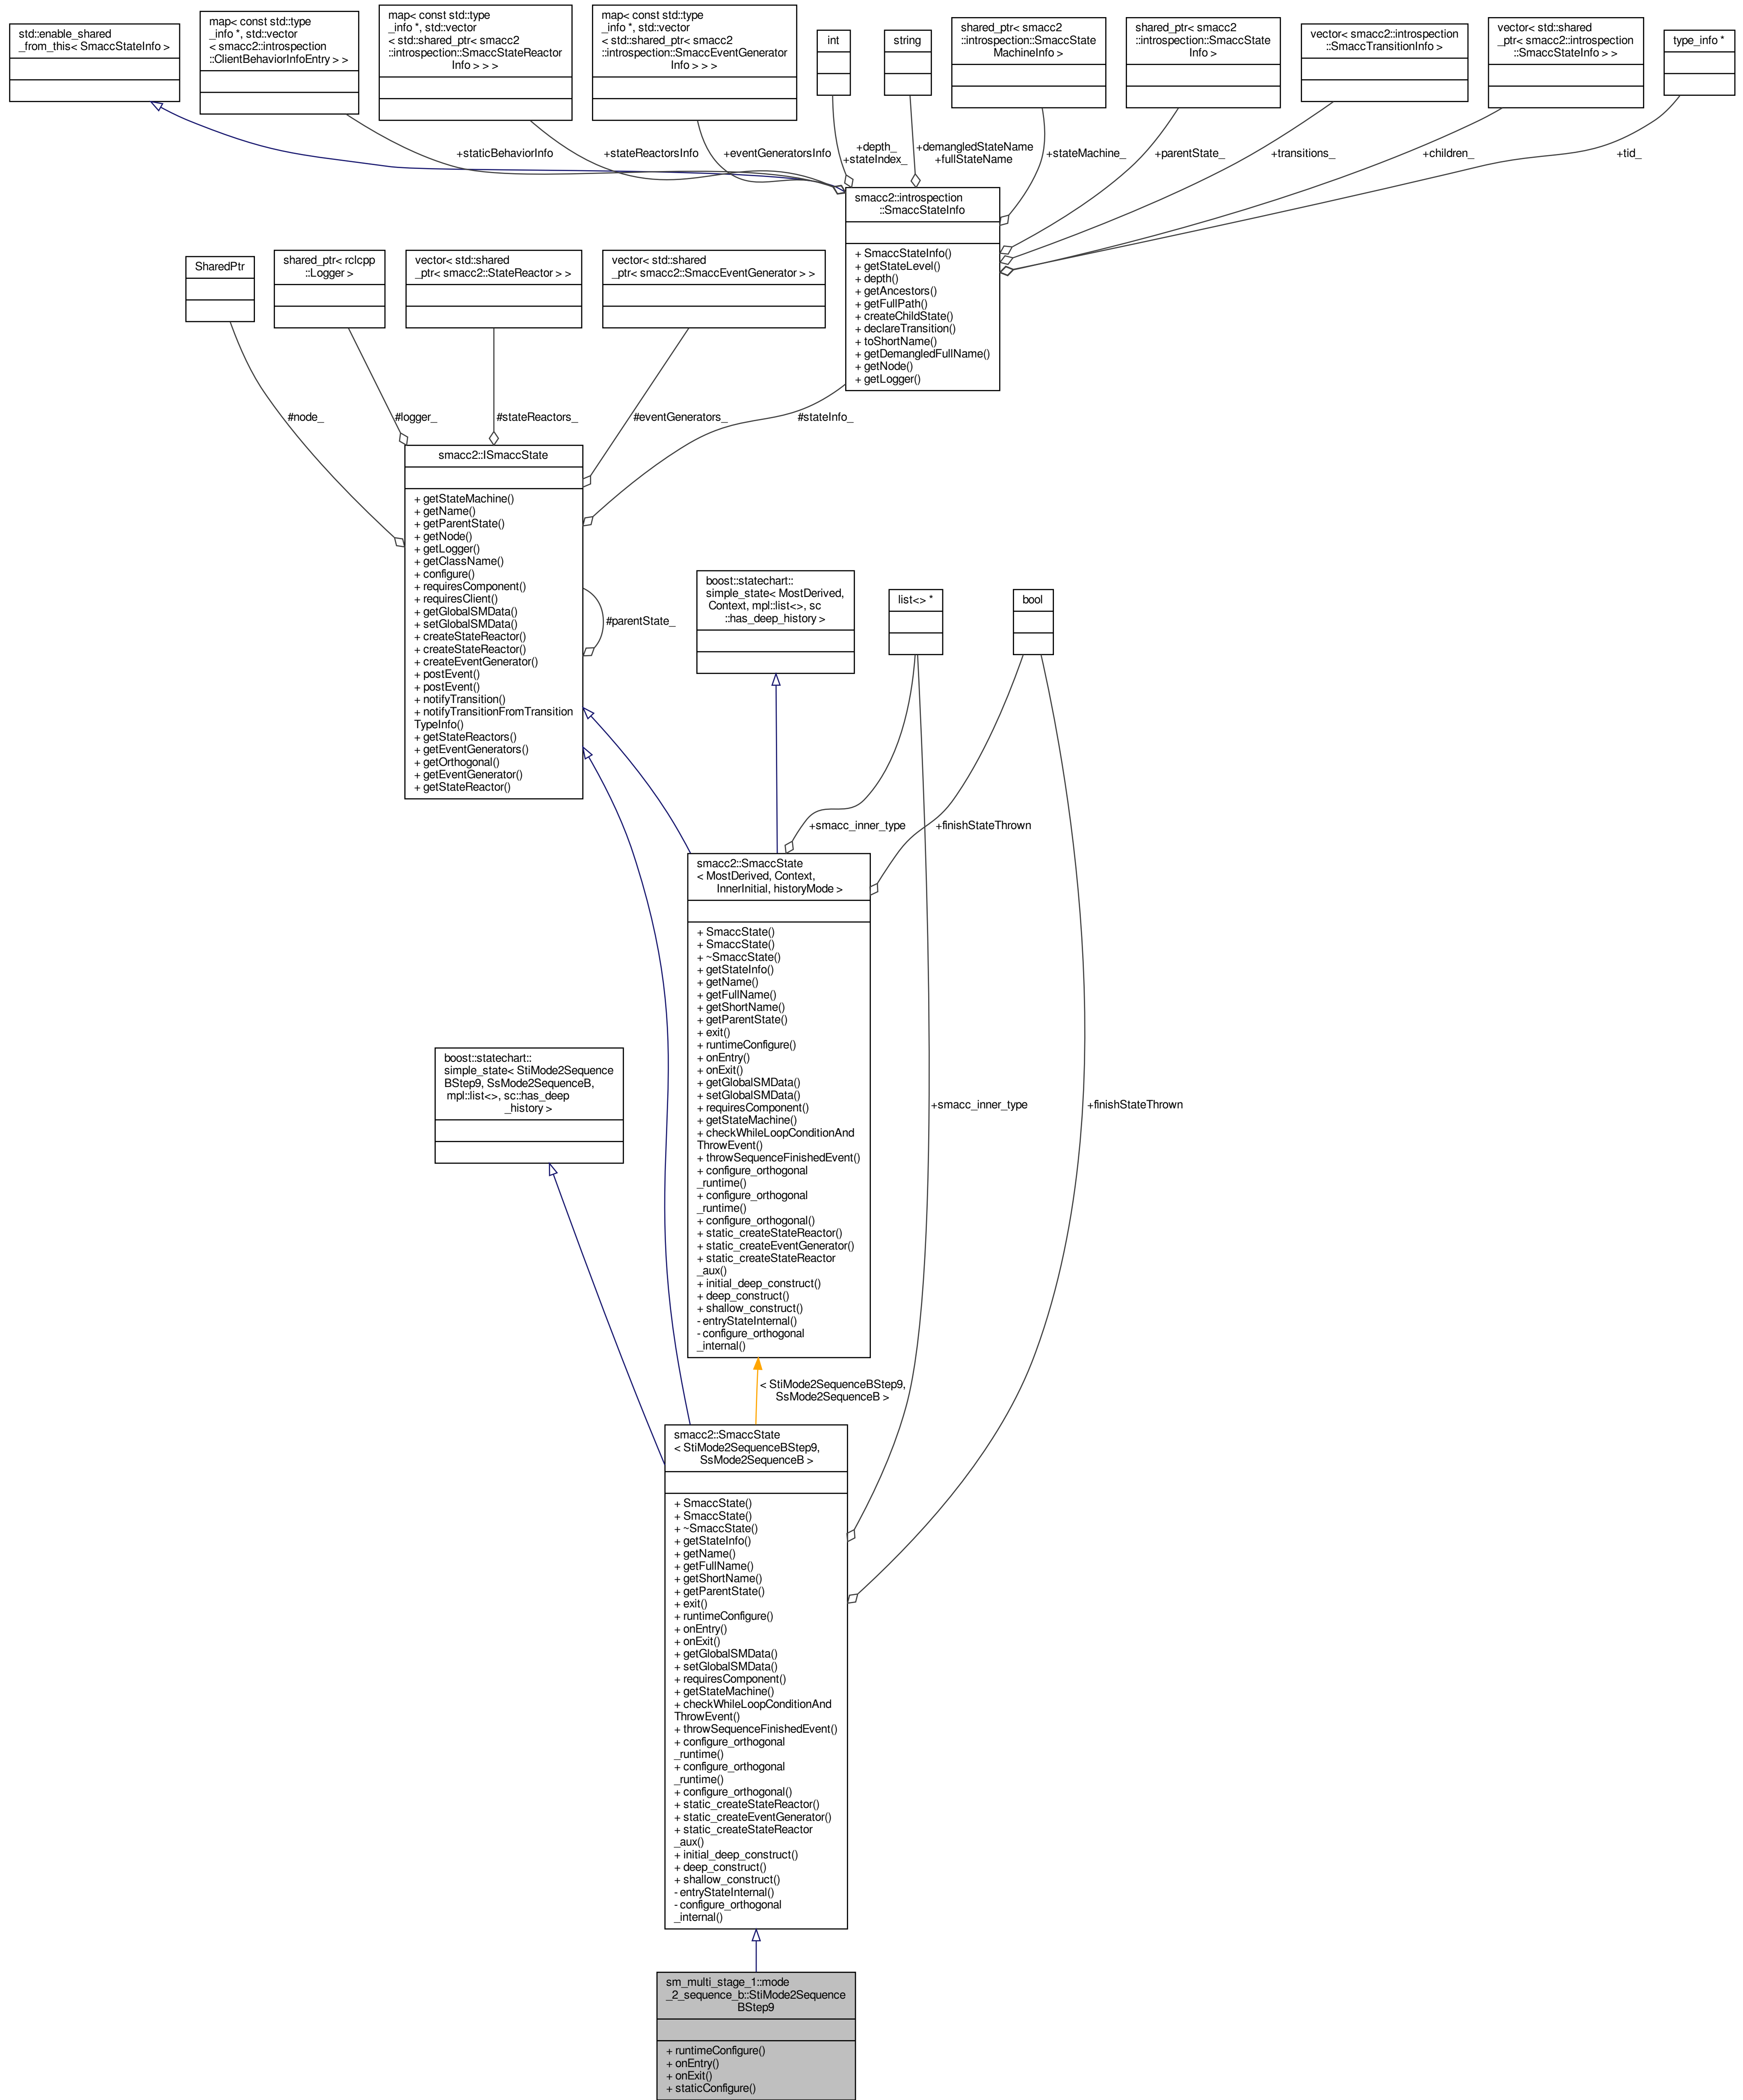 std::enable_shared
_from_this< SmaccStateInfo >
map< const std::type
_info *, std::vector
< smacc2::introspection
::ClientBehaviorInfoEntry > >
map< const std::type
_info *, std::vector
< std::shared_ptr< smacc2
::introspection::SmaccStateReactor
Info > > >
map< const std::type
_info *, std::vector
< std::shared_ptr< smacc2
::introspection::SmaccEventGenerator
Info > > >
int
string
shared_ptr< smacc2
::introspection::SmaccState
MachineInfo >
shared_ptr< smacc2
::introspection::SmaccState
Info >
vector< smacc2::introspection
::SmaccTransitionInfo >
vector< std::shared
_ptr< smacc2::introspection
::SmaccStateInfo > >
type_info *
+staticBehaviorInfo
+stateReactorsInfo
+eventGeneratorsInfo
+depth_
+stateIndex_
+demangledStateName
+fullStateName
+stateMachine_
+parentState_
+transitions_
+children_
+tid_
smacc2::introspection
::SmaccStateInfo
+ SmaccStateInfo()
+ getStateLevel()
+ depth()
+ getAncestors()
+ getFullPath()
+ createChildState()
+ declareTransition()
+ toShortName()
+ getDemangledFullName()
+ getNode()
+ getLogger()
SharedPtr
shared_ptr< rclcpp
::Logger >
vector< std::shared
_ptr< smacc2::StateReactor > >
vector< std::shared
_ptr< smacc2::SmaccEventGenerator > >
#node_
#logger_
#stateReactors_
#eventGenerators_
#stateInfo_
smacc2::ISmaccState
+ getStateMachine()
+ getName()
+ getParentState()
+ getNode()
+ getLogger()
+ getClassName()
+ configure()
+ requiresComponent()
+ requiresClient()
+ getGlobalSMData()
+ setGlobalSMData()
+ createStateReactor()
+ createStateReactor()
+ createEventGenerator()
+ postEvent()
+ postEvent()
+ notifyTransition()
+ notifyTransitionFromTransition
TypeInfo()
+ getStateReactors()
+ getEventGenerators()
+ getOrthogonal()
+ getEventGenerator()
+ getStateReactor()
#parentState_
boost::statechart::
simple_state< MostDerived,
Context, mpl::list<>, sc
::has_deep_history >
list<> *
bool
+smacc_inner_type
+finishStateThrown
smacc2::SmaccState
< MostDerived, Context,
InnerInitial, historyMode >
+ SmaccState()
+ SmaccState()
+ ~SmaccState()
+ getStateInfo()
+ getName()
+ getFullName()
+ getShortName()
+ getParentState()
+ exit()
+ runtimeConfigure()
+ onEntry()
+ onExit()
+ getGlobalSMData()
+ setGlobalSMData()
+ requiresComponent()
+ getStateMachine()
+ checkWhileLoopConditionAnd
ThrowEvent()
+ throwSequenceFinishedEvent()
+ configure_orthogonal
_runtime()
+ configure_orthogonal
_runtime()
+ configure_orthogonal()
+ static_createStateReactor()
+ static_createEventGenerator()
+ static_createStateReactor
_aux()
+ initial_deep_construct()
+ deep_construct()
+ shallow_construct()
- entryStateInternal()
- configure_orthogonal
_internal()
boost::statechart::
simple_state< StiMode2Sequence
BStep9, SsMode2SequenceB,
mpl::list<>, sc::has_deep
_history >
+smacc_inner_type
+finishStateThrown
< StiMode2SequenceBStep9,
SsMode2SequenceB >
smacc2::SmaccState
< StiMode2SequenceBStep9,
SsMode2SequenceB >
+ SmaccState()
+ SmaccState()
+ ~SmaccState()
+ getStateInfo()
+ getName()
+ getFullName()
+ getShortName()
+ getParentState()
+ exit()
+ runtimeConfigure()
+ onEntry()
+ onExit()
+ getGlobalSMData()
+ setGlobalSMData()
+ requiresComponent()
+ getStateMachine()
+ checkWhileLoopConditionAnd
ThrowEvent()
+ throwSequenceFinishedEvent()
+ configure_orthogonal
_runtime()
+ configure_orthogonal
_runtime()
+ configure_orthogonal()
+ static_createStateReactor()
+ static_createEventGenerator()
+ static_createStateReactor
_aux()
+ initial_deep_construct()
+ deep_construct()
+ shallow_construct()
- entryStateInternal()
- configure_orthogonal
_internal()
sm_multi_stage_1::mode
_2_sequence_b::StiMode2Sequence
BStep9
+ runtimeConfigure()
+ onEntry()
+ onExit()
+ staticConfigure()